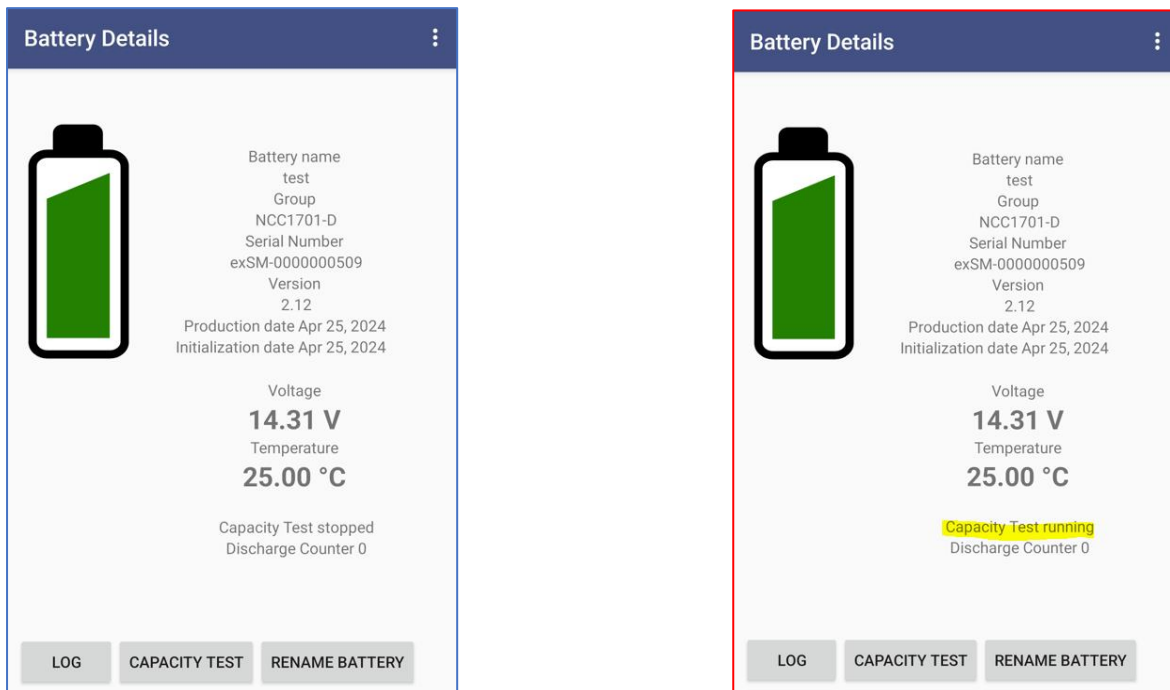 Battery Details
Battery name
test
Group
NCC1701-D
Serial Number
exSM-0000000509
Version
2.12
Production date Apr 25, 2024
Initialization date Apr 25, 2024
Voltage
14.31 V
Temperature
25.00 °C
Capacity Test stopped
Discharge Counter 0
LOG
CAPACITY TEST
RENAME BATTERY
Battery Details
Battery name
test
Group
NCC1701-D
Serial Number
exSM-0000000509
Version
2.12
Production date Apr 25, 2024
Initialization date Apr 25, 2024
Voltage
14.31 V
Temperature
25.00 °C
Capacity Test running
Discharge Counter 0
LOG
CAPACITY TEST
RENAME BATTERY